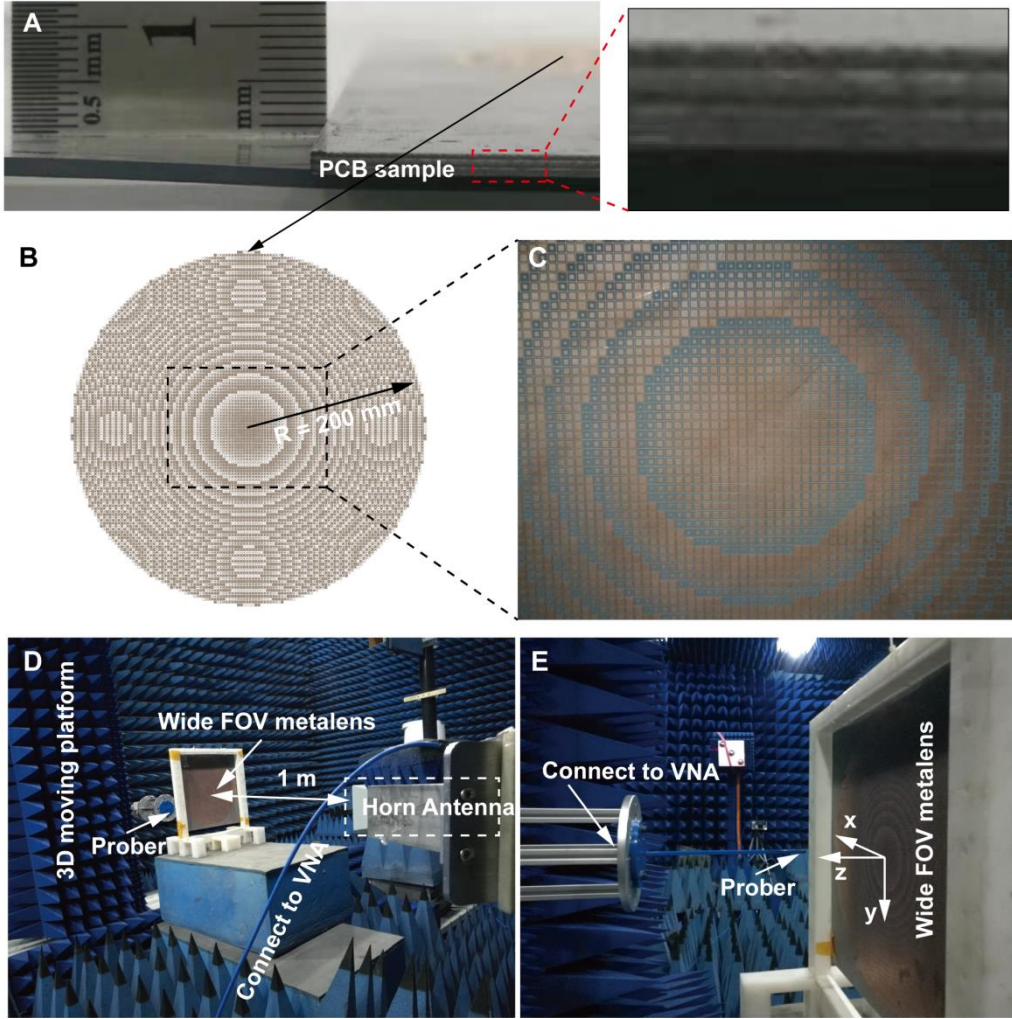 A
1
0.5 mm
mm
PCB sample
B
R = 200 mm
C
D
3D moving platform
Wide FOV metalens
1 m
Horn Antenna
Prober
Connect to VNA
E
Connect to VNA
Prober
x
z
y
Wide FOV metalens